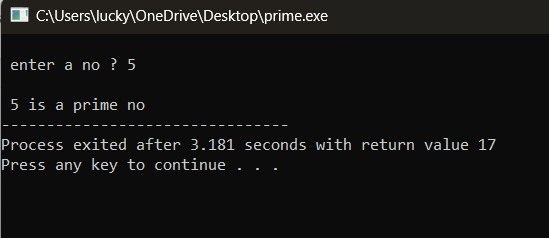 C:\Users\lucky\OneDrive\Desktop\prime.exe
enter a no ? 5
5 is a prime no
--------------------------------
Process exited after 3.181 seconds with return value 17
Press any key to continue . . .